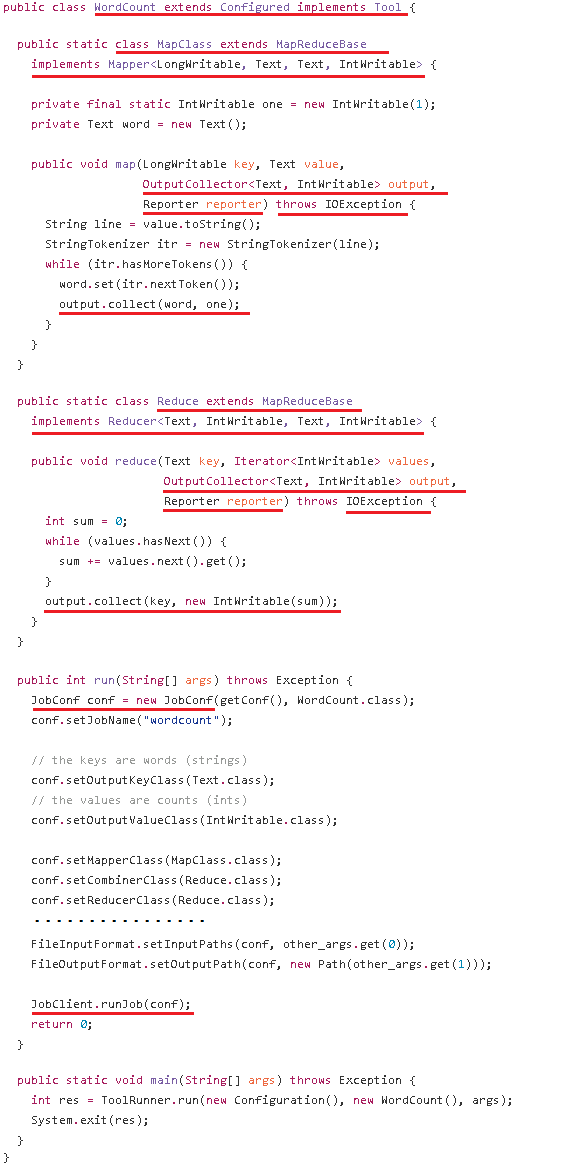 public class WordCount extends Configured implements Tool {
public static class MapClass extends MapReduceBase
implements Mapper<LongWritable, Text, Text, IntWritable> {
private final static IntWritable one = new IntWritable(1);
private Text word = new Text();
public void map(LongWritable key, Text value,
OutputCollector<Text, IntWritable> output,
Reporter reporter) throws IOException {
String line = value.toString();
StringTokenizer itr = new StringTokenizer(line);
while (itr.hasMoreTokens()) {
word.set(itr.nextToken());
output.collect(word, one);
}
}
}
public static class Reduce extends MapReduceBase
implements Reducer<Text, IntWritable, Text, IntWritable> {
public void reduce(Text key, Iterator<IntWritable> values,
OutputCollector<Text, IntWritable> output,
Reporter reporter) throws IOException {
int sum = 0;
while (values.hasNext()) {
sum += values.next().get();
}
output.collect(key, new IntWritable(sum));
}
}
public int run(String[] args) throws Exception {
JobConf conf = new JobConf(getConf(), WordCount.class);
conf.setJobName("wordcount");
// the keys are words (strings)
conf.setOutputKeyClass(Text.class);
// the values are counts (ints)
conf.setOutputValueClass(IntWritable.class);
conf.setMapperClass(MapClass.class);
conf.setCombinerClass(Reduce.class);
conf.setReducerClass(Reduce.class);
- - - - - - - - - - - - - - - -
FileInputFormat.setInputPaths(conf, other_args.get(0));
FileOutputFormat.setOutputPath(conf, new Path(other_args.get(1)));
JobClient.runJob(conf);
return 0;
}
public static void main(String[] args) throws Exception {
int res = ToolRunner.run(new Configuration(), new WordCount(), args);
System.exit(res);
}
}